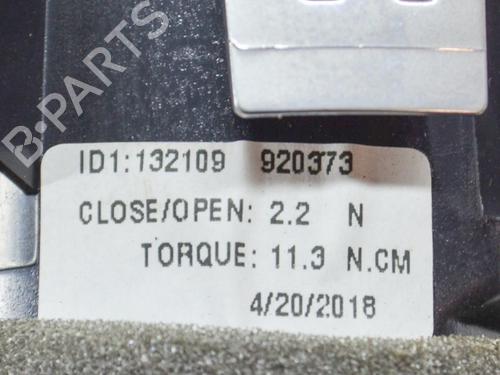 B-PARTS
ID1:132109 920373
CLOSE/OPEN: 2.2 N
TORQUE: 11.3 N.CM
4/20/2018